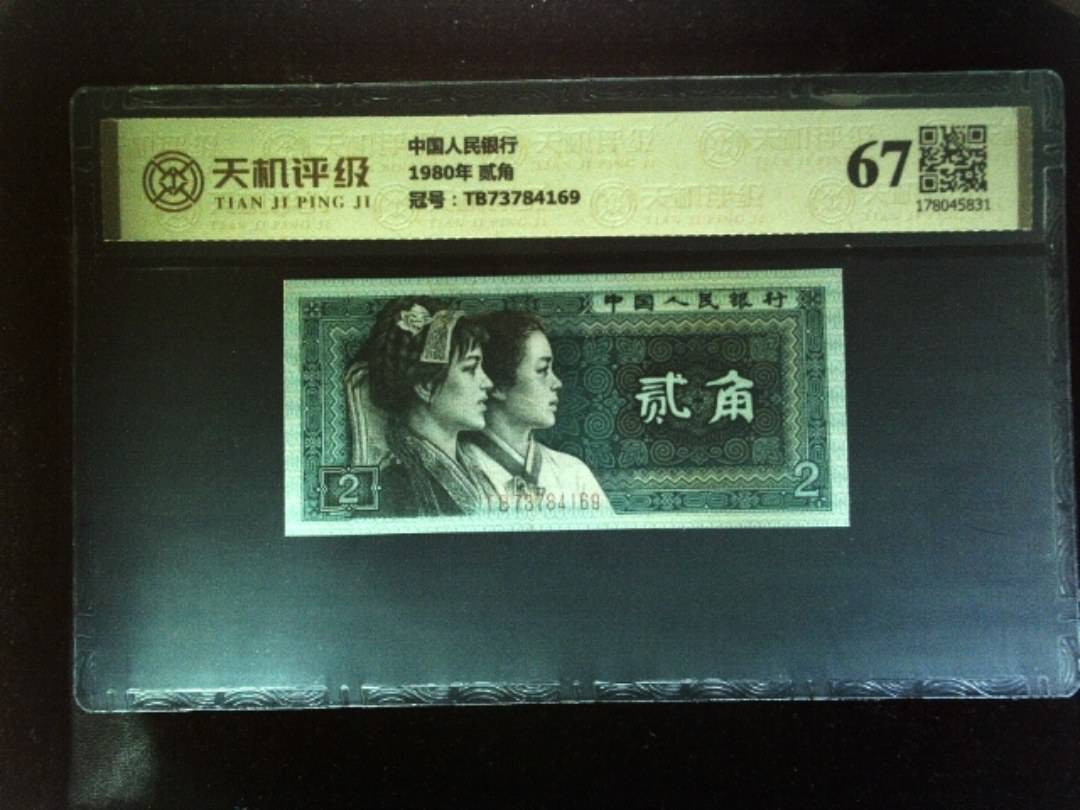 天机评级
TIAN JI PING JI
中国人民银行
1980年 贰角
冠号：TB73784169
67
178045831
中国人民银行
贰角
2
TB73784169
2